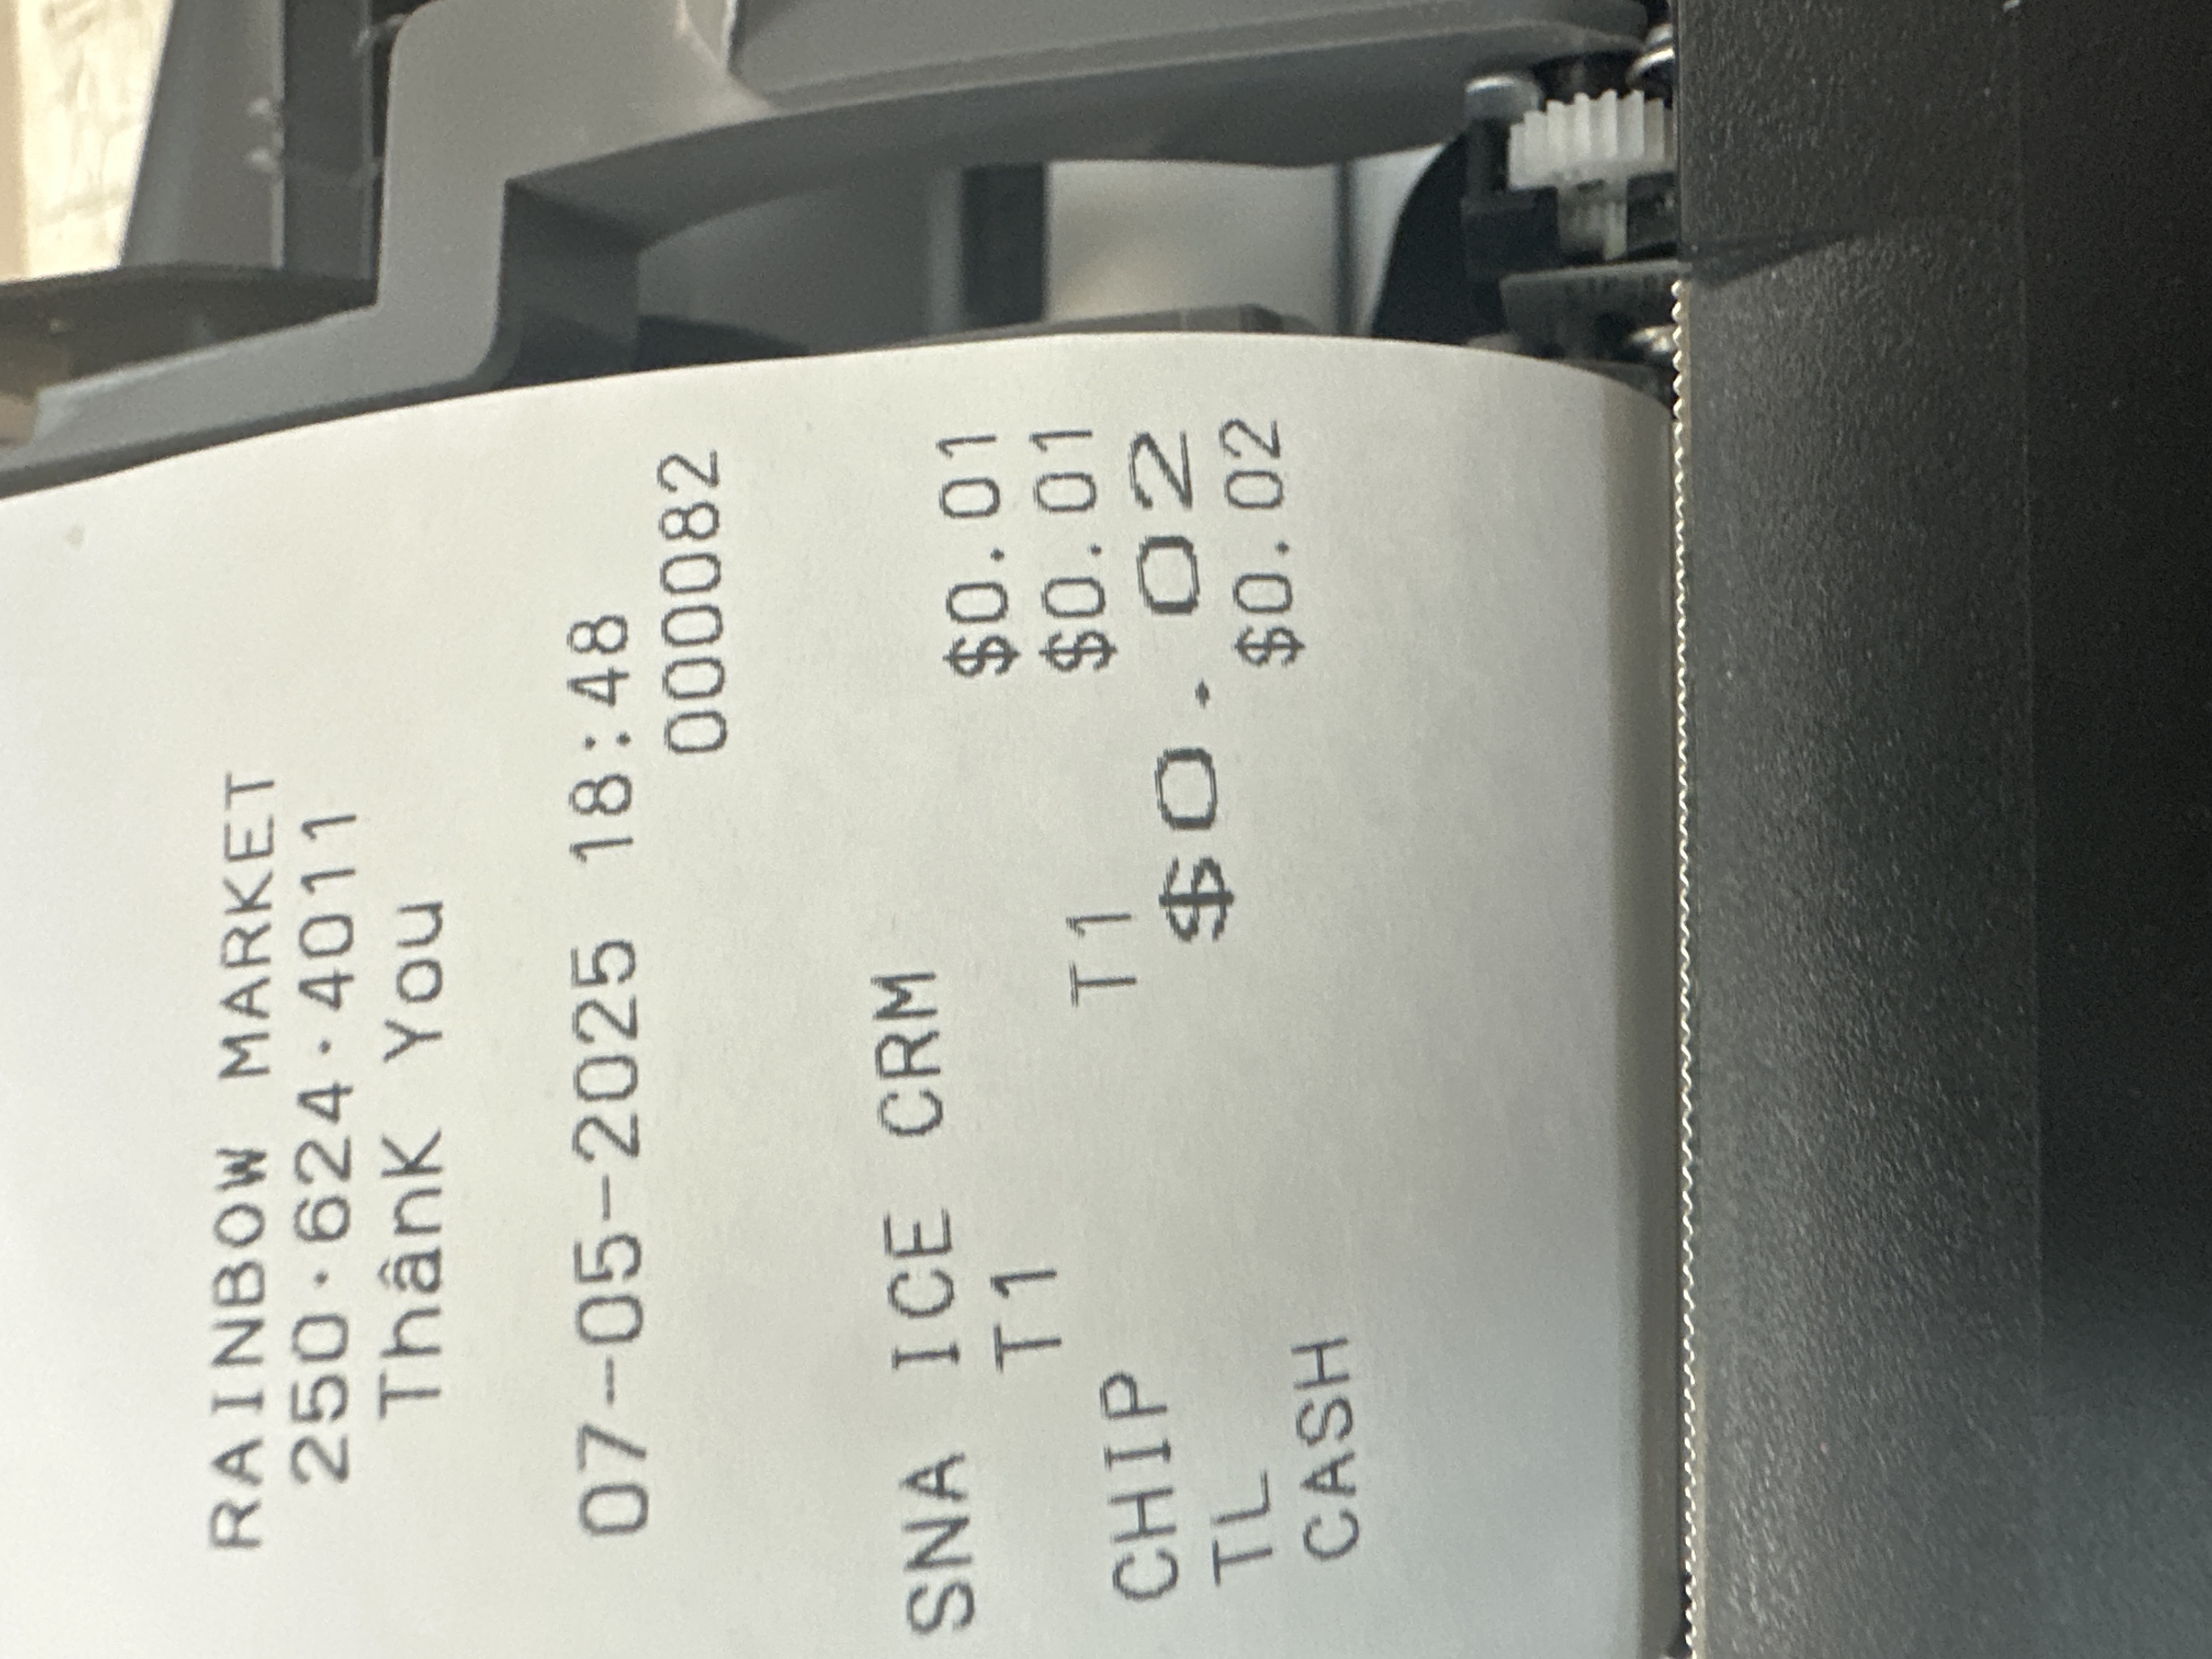 RAINBOW MARKET
250·624·4011
Thânk You
07-05-2025 18:48
000082
SNA ICE CRM
T1 $0.01
CHIP T1 $0.01
TL $0.02
CASH $0.02